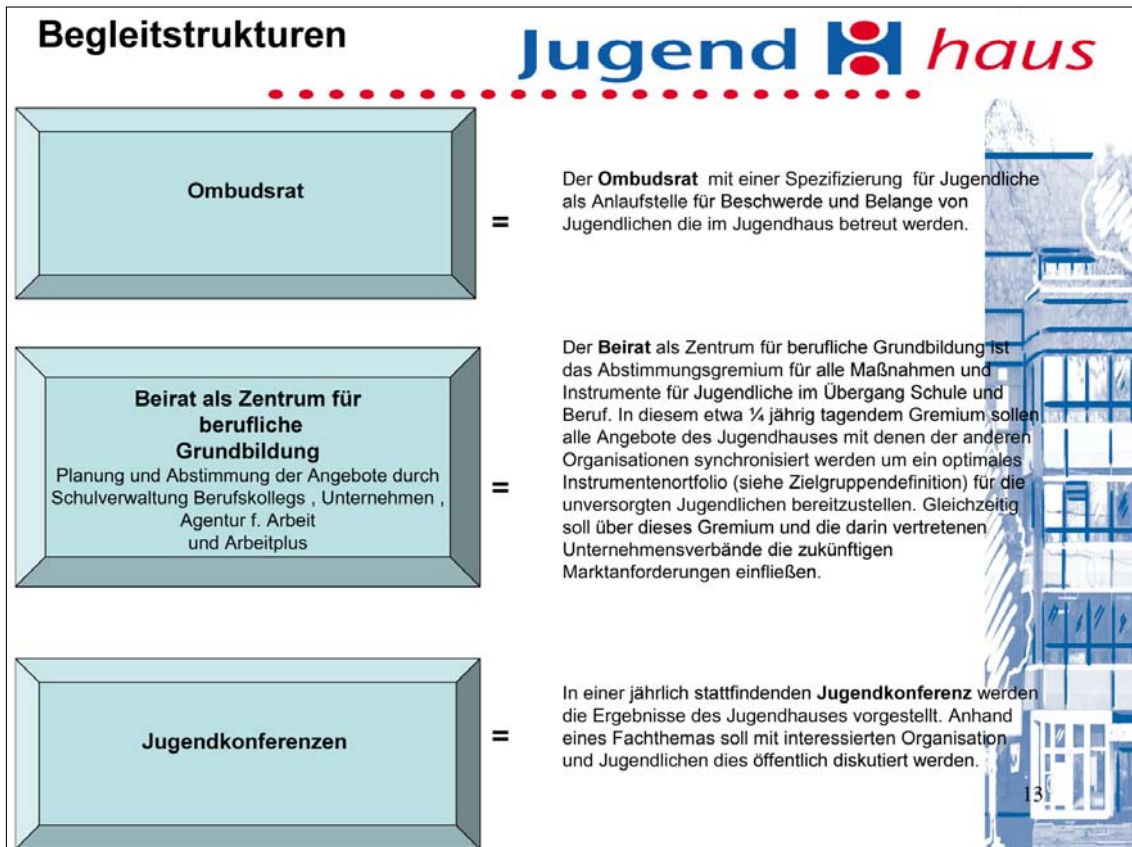 Begleitstrukturen
Jugend haus
Ombudsrat
=
Der Ombudsrat mit einer Spezifizierung für Jugendliche
als Anlaufstelle für Beschwerde und Belange von
Jugendlichen die im Jugendhaus betreut werden.
Beirat als Zentrum für
berufliche
Grundbildung
Planung und Abstimmung der Angebote durch
Schulverwaltung Berufskollegs , Unternehmen ,
Agentur f. Arbeit
und Arbeitplus
=
Der Beirat als Zentrum für berufliche Grundbildung ist
das Abstimmungsgremium für alle Maßnahmen und
Instrumente für Jugendliche im Übergang Schule und
Beruf. In diesem etwa ¼ jährig tagendem Gremium sollen
alle Angebote des Jugendhauses mit denen der anderen
Organisationen synchronisiert werden um ein optimales
Instrumentenortfolio (siehe Zielgruppendefinition) für die
unversorgten Jugendlichen bereitzustellen. Gleichzeitig
soll über dieses Gremium und die darin vertretenen
Unternehmensverbände die zukünftigen
Marktanforderungen einfließen.
Jugendkonferenzen
=
In einer jährlich stattfindenden Jugendkonferenz werden
die Ergebnisse des Jugendhauses vorgestellt. Anhand
eines Fachthemas soll mit interessierten Organisation
und Jugendlichen dies öffentlich diskutiert werden.
13